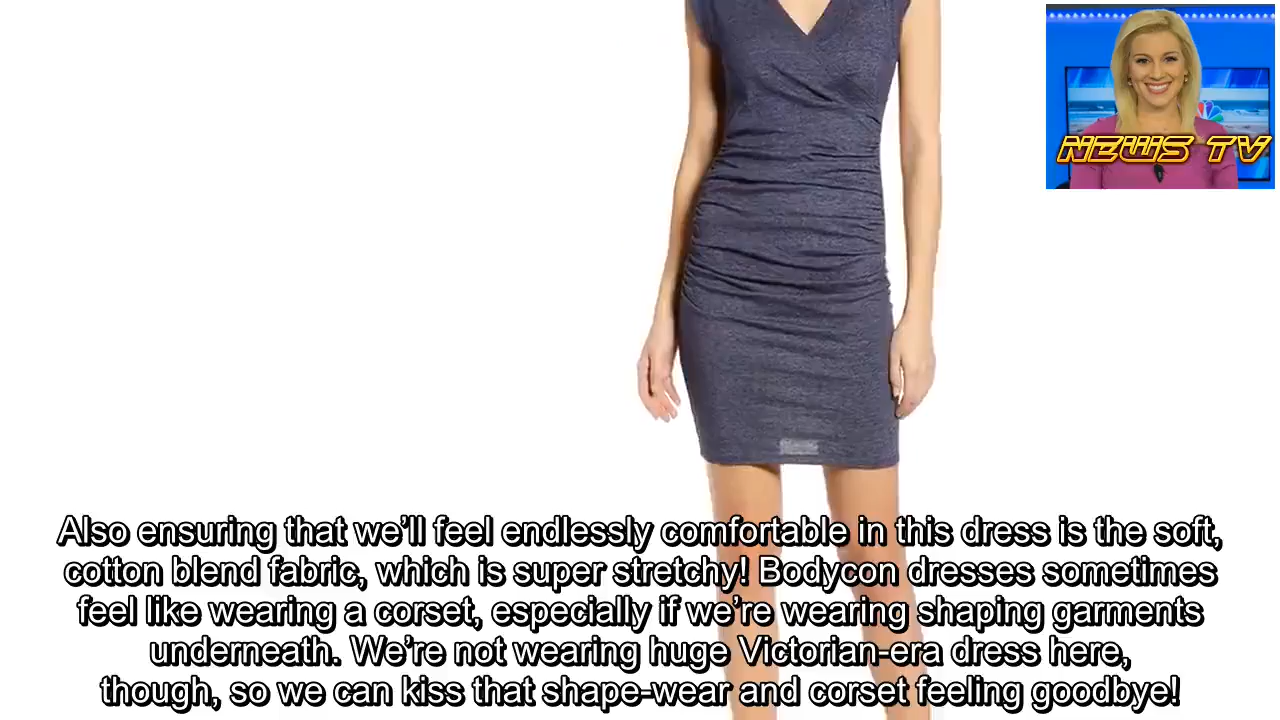 NEWS TV
Also ensuring that we’ll feel endlessly comfortable in this dress is the soft,
cotton blend fabric, which is super stretchy! Bodycon dresses sometimes
feel like wearing a corset, especially if we’re wearing shaping garments
underneath. We’re not wearing huge Victorian-era dress here,
though, so we can kiss that shape-wear and corset feeling goodbye!